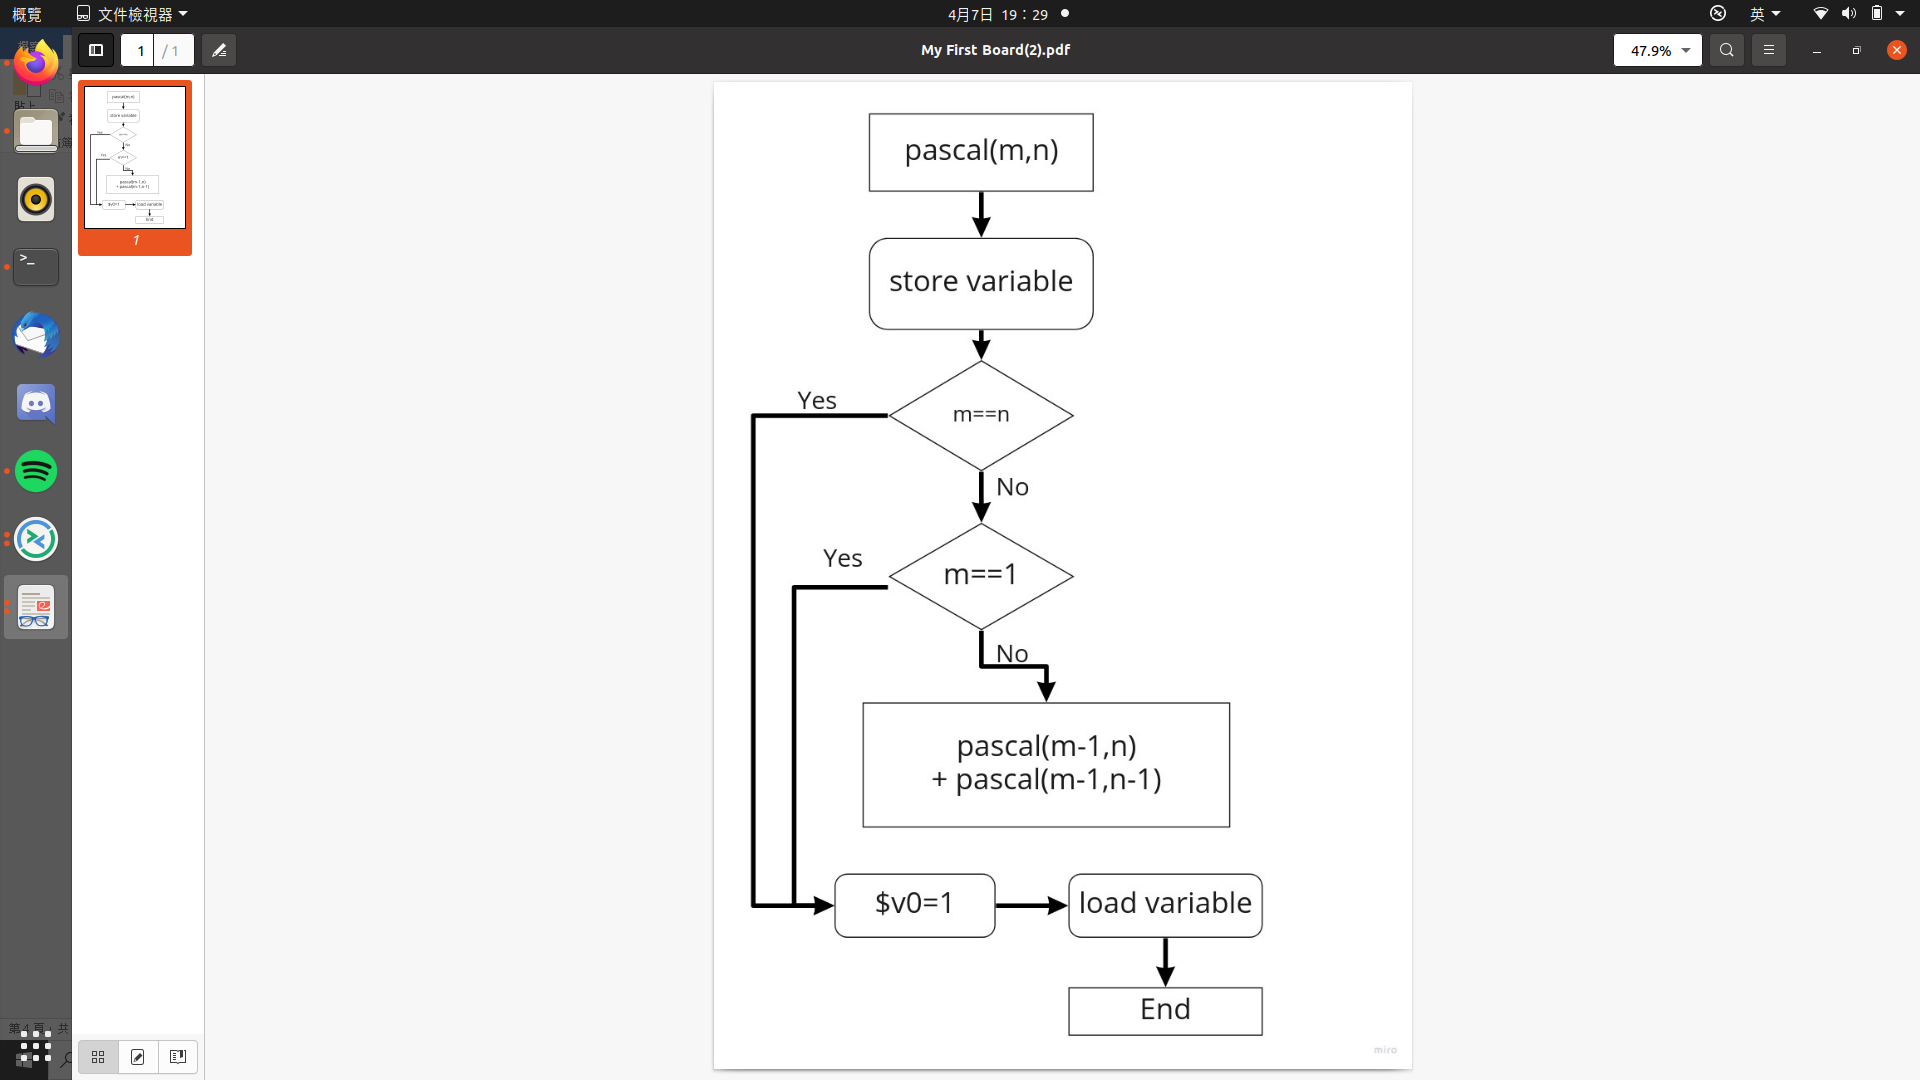 概覽
文件檢視器
4月7日 19：29
英
1
/ 1
My First Board(2).pdf
47.9%
貼上
1
pascal(m,n)
store variable
Yes
m==n
No
Yes
m==1
No
pascal(m-1,n)
+ pascal(m-1,n-1)
$v0=1
load variable
End
miro